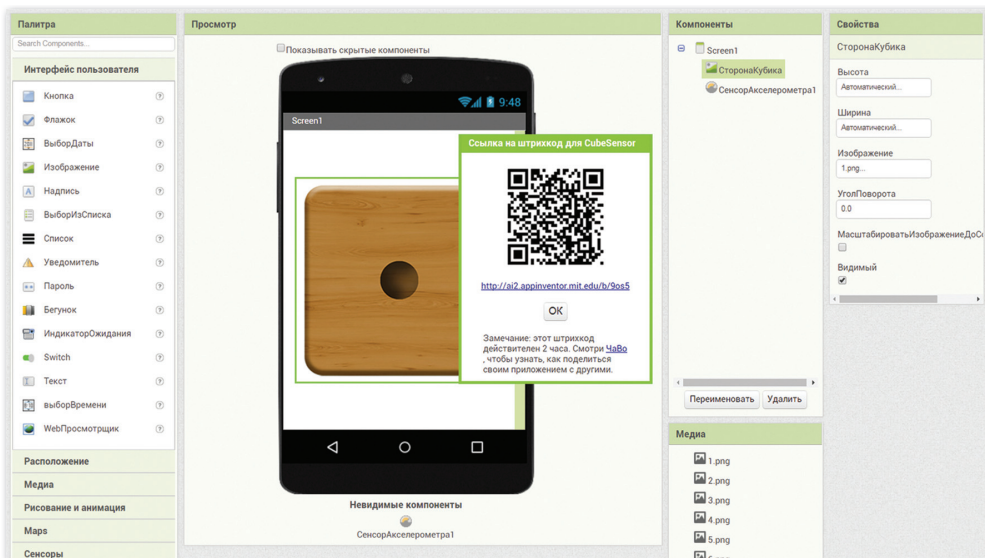 Палитра
Search Components...
Интерфейс пользователя
Кнопка
Флажок
ВыборДаты
Изображение
Надпись
ВыборИзСписка
Список
Уведомитель
Пароль
Бегунок
ИндикаторОжидания
Switch
Текст
выборВремени
WebПросмотрщик
Расположение
Медиа
Рисование и анимация
Maps
Сенсоры
Просмотр
Показывать скрытые компоненты
9:48
Screen1
Ссылка на штрихкод для CubeSensor
http://ai2.appinventor.mit.edu/b/9os5
OK
Замечание: этот штрихкод
действителен 2 часа. Смотри ЧаВо
, чтобы узнать, как поделиться
своим приложением с другими.
Невидимые компоненты
СенсорАкселерометра1
Компоненты
Screen1
СторонаКубика
СенсорАкселерометра1
Переименовать Удалить
Медиа
1.png
2.png
3.png
4.png
5.png
Свойства
СторонаКубика
Высота
Автоматический...
Ширина
Автоматический...
Изображение
1.png...
УголПоворота
0.0
МасштабироватьИзображениеДоСо
Видимый